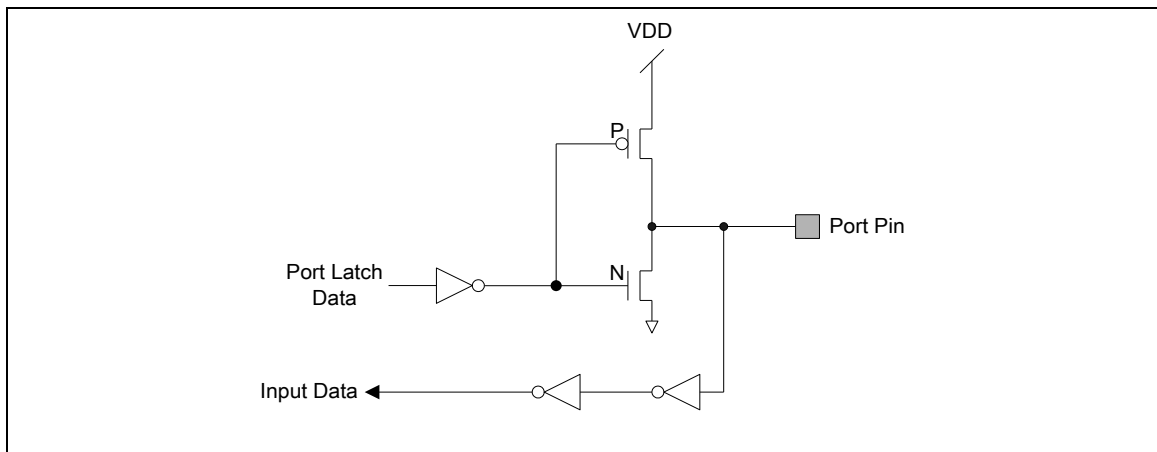 VDD
P
Port Pin
N
Port Latch
Data
Input Data